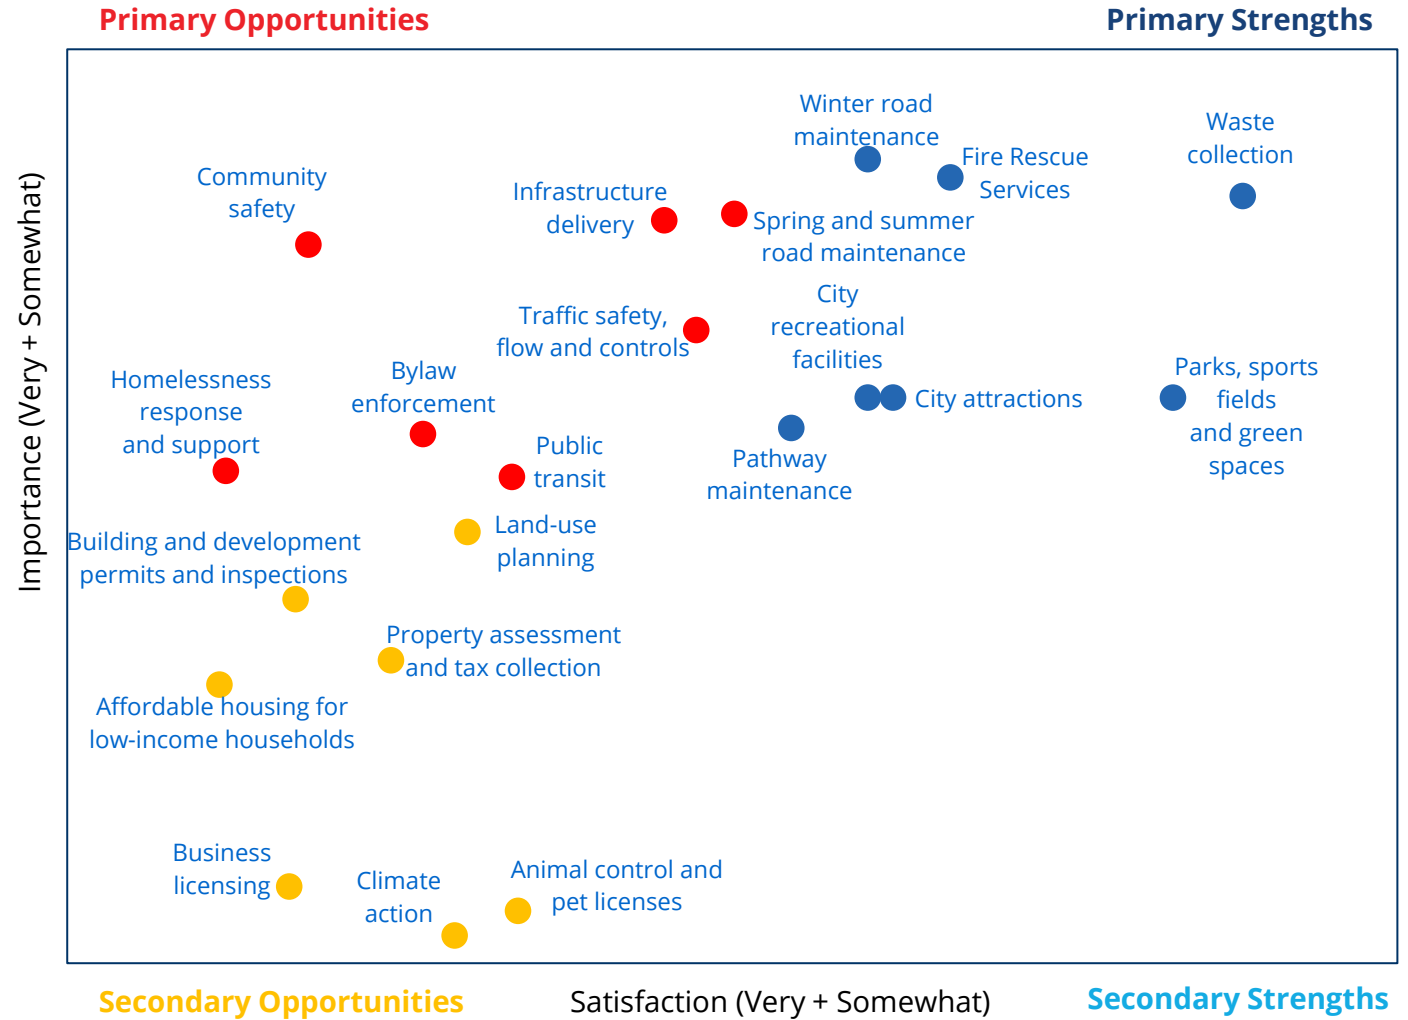 Primary Opportunities
Primary Strengths
Winter road
maintenance
Waste
collection
Fire Rescue
Services
Community
safety
Infrastructure
delivery
Spring and summer
road maintenance
City
recreational
facilities
Traffic safety,
flow and controls
Homelessness
response
and support
Bylaw
enforcement
City attractions
Parks, sports
fields
and green
spaces
Public
transit
Pathway
maintenance
Land-use
planning
Building and development
permits and inspections
Property assessment
and tax collection
Affordable housing for
low-income households
Business
licensing
Climate
action
Animal control and
pet licenses
Importance (Very + Somewhat)
Secondary Opportunities
Satisfaction (Very + Somewhat)
Secondary Strengths